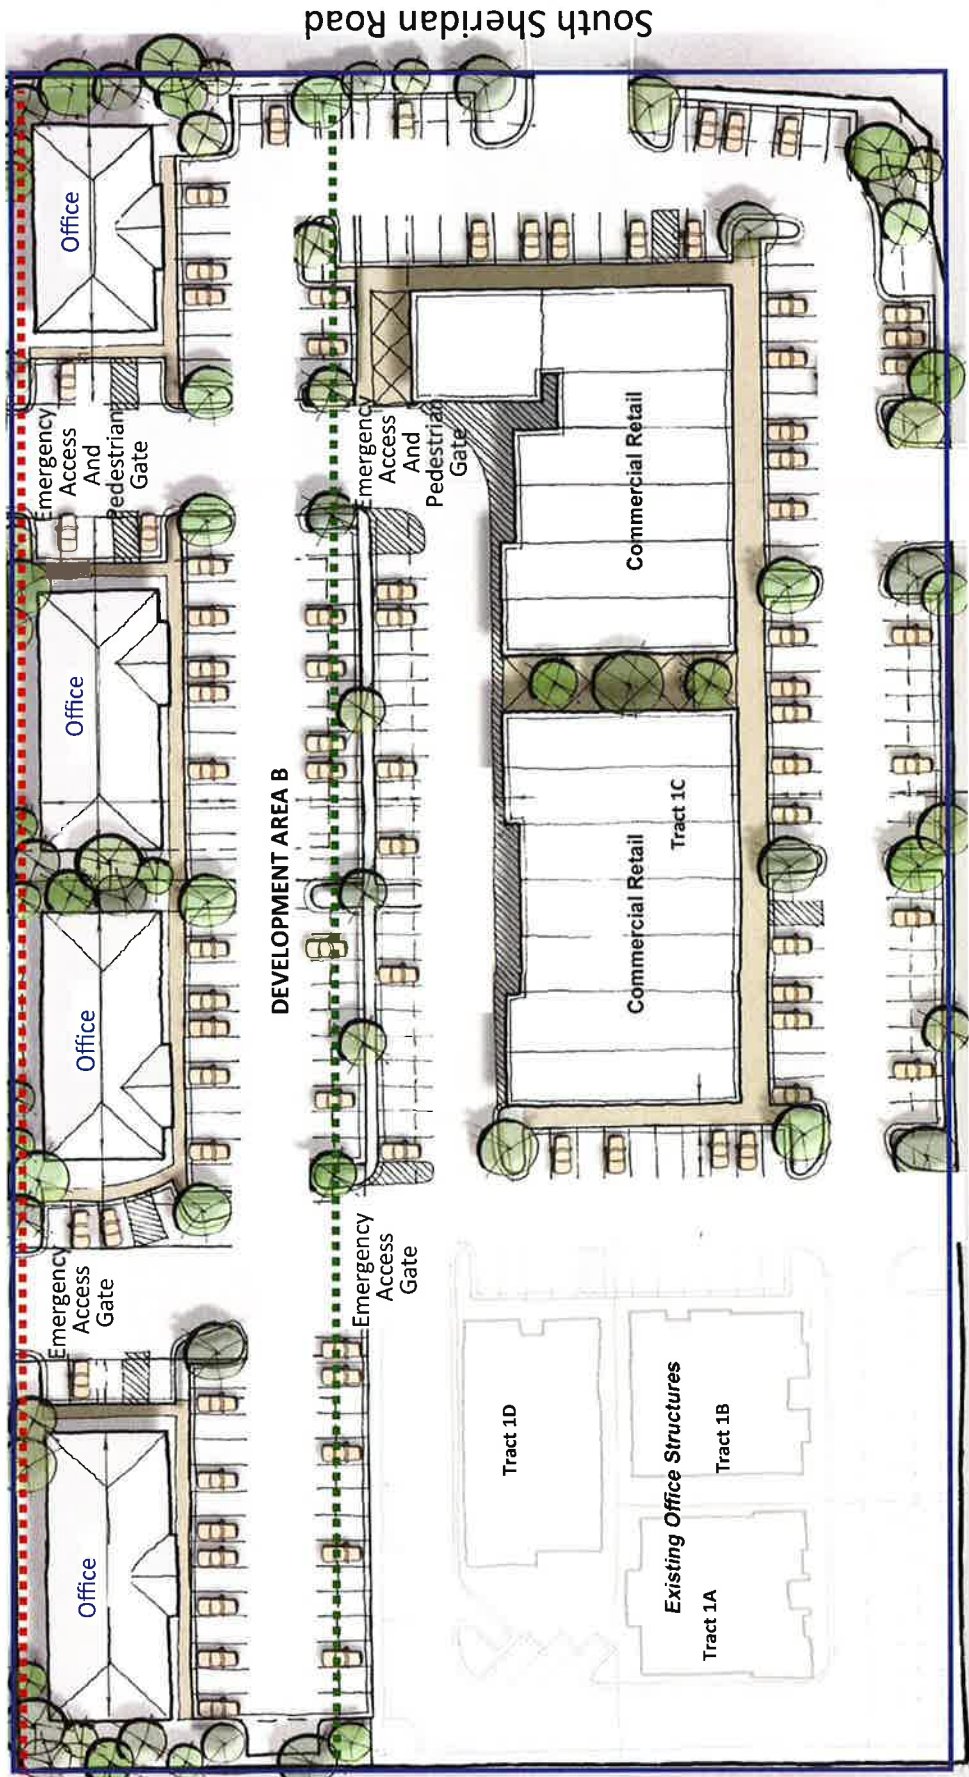 South Sheridan Road
Office
Emergency
Access
And
Pedestrian
Gate
Office
Office
Emergency
Access
Gate
Office
DEVELOPMENT AREA B
Emergency
Access
And
Pedestrian
Gate
Emergency
Access
Gate
Commercial Retail
Commercial Retail
Tract 1C
Tract 1D
Existing Office Structures
Tract 1B
Tract 1A